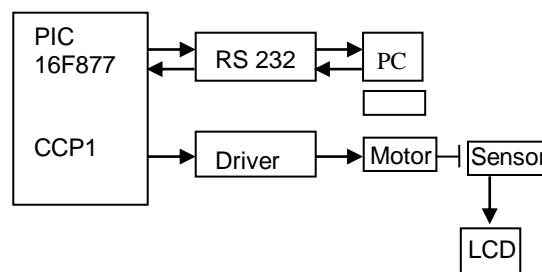 PIC
16F877
RS 232
PC
CCP1
Driver
Motor
Sensor
LCD